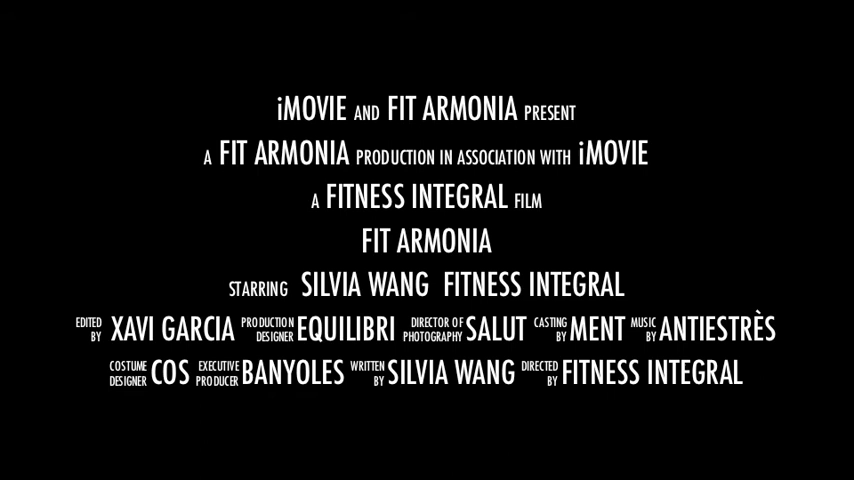 iMOVIE AND FIT ARMONIA PRESENT
A FIT ARMONIA PRODUCTION IN ASSOCIATION WITH iMOVIE
A FITNESS INTEGRAL FILM
FIT ARMONIA
STARRING SILVIA WANG FITNESS INTEGRAL
EDITED BY XAVI GARCIA PRODUCTION DESIGNER EQUILIBRI DIRECTOR OF PHOTOGRAPHY SALUT CASTING BY MENT MUSIC BY ANTIESTRÈS
COSTUME DESIGNER COS EXECUTIVE PRODUCER BANYOLES WRITTEN BY SILVIA WANG DIRECTED BY FITNESS INTEGRAL